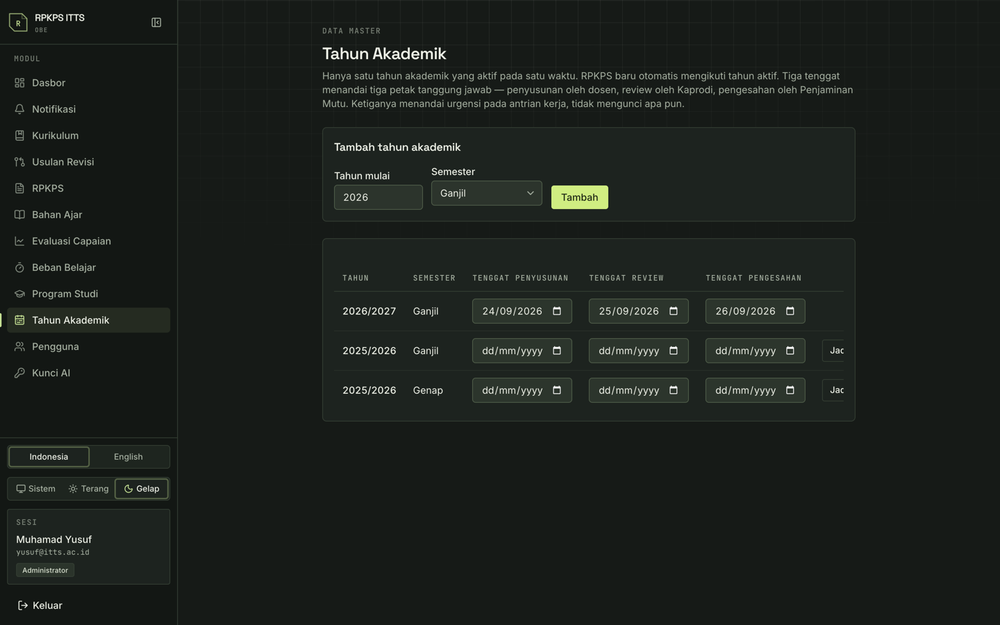 RPKPS ITTS
OBE
MODUL
Dasbor
Notifikasi
Kurikulum
Usulan Revisi
RPKPS
Bahan Ajar
Evaluasi Capaian
Beban Belajar
Program Studi
Tahun Akademik
Pengguna
Kunci AI
Indonesia English
Sistem Terang Gelap
SESI
Muhamad Yusuf
yusuf@itts.ac.id
Administrator
Keluar
DATA MASTER
Tahun Akademik
Hanya satu tahun akademik yang aktif pada satu waktu. RPKPS baru otomatis mengikuti tahun aktif. Tiga tenggat
menandai tiga petak tanggung jawab — penyusunan oleh dosen, review oleh Kaprodi, pengesahan oleh Penjaminan
Mutu. Ketiganya menandai urgensi pada antrian kerja, tidak mengunci apa pun.
Tambah tahun akademik
Tahun mulai Semester
2026 Ganjil Tambah
TAHUN SEMESTER TENGGAT PENYUSUNAN TENGGAT REVIEW TENGGAT PENGESAHAN
2026/2027 Ganjil 24/09/2026 25/09/2026 26/09/2026
2025/2026 Ganjil dd/mm/yyyy dd/mm/yyyy dd/mm/yyyy
2025/2026 Genap dd/mm/yyyy dd/mm/yyyy dd/mm/yyyy